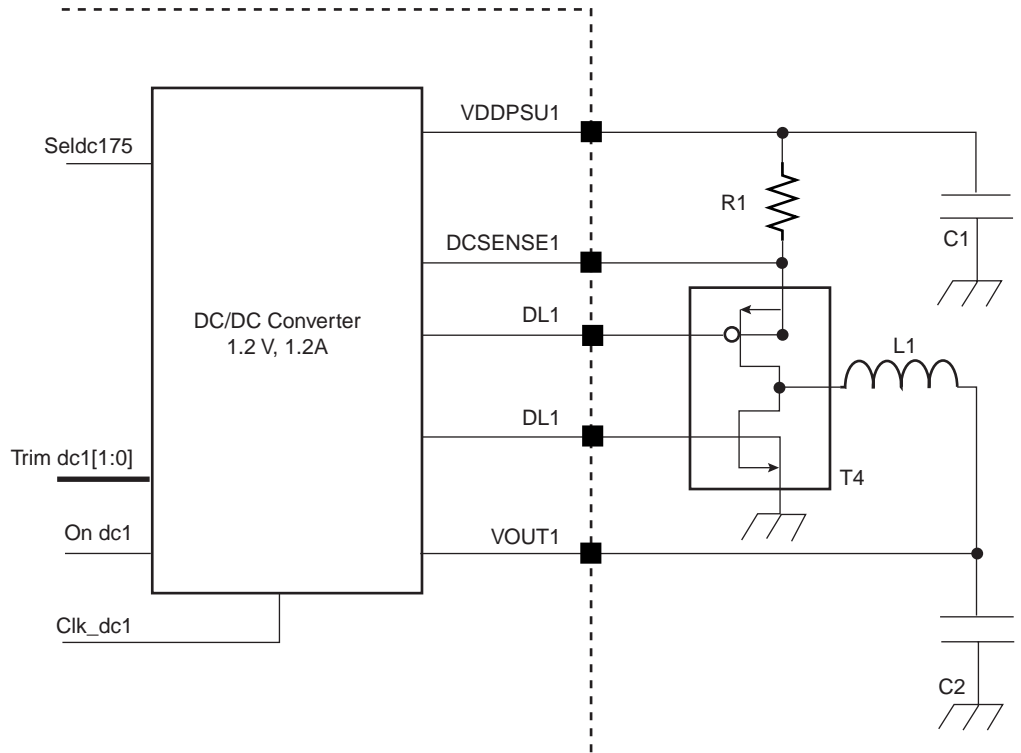 VDDPSU1
Seldc175
R1
C1
DCSENSE1
DC/DC Converter
1.2 V, 1.2A
DL1
L1
DL1
Trim dc1[1:0]
T4
On dc1
VOUT1
Clk_dc1
C2